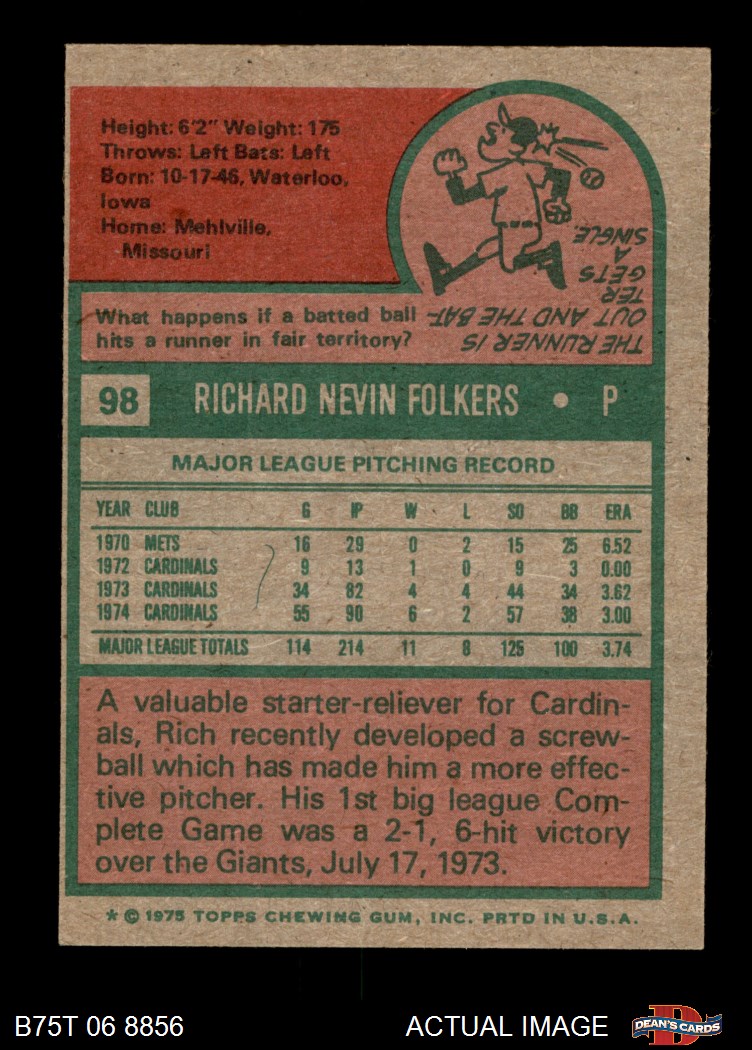 Height: 6'2" Weight: 175
Throws: Left Bats: Left
Born: 10-17-46, Waterloo,
Iowa
Home: Mehlville,
Missouri
What happens if a batted ball
hits a runner in fair territory?
THE RUNNER IS
OUT AND THE BAT-
TER
GETS
A
SINGLE
98 RICHARD NEVIN FOLKERS • P
MAJOR LEAGUE PITCHING RECORD
YEAR CLUB G IP W L SO BB ERA
1970 METS 16 29 0 2 15 25 6.52
1972 CARDINALS 9 13 1 0 9 3 0.00
1973 CARDINALS 34 82 4 4 44 34 3.62
1974 CARDINALS 55 90 6 2 57 38 3.00
MAJOR LEAGUE TOTALS 114 214 11 8 125 100 3.74
A valuable starter-reliever for Cardin-
als, Rich recently developed a screw-
ball which has made him a more effec-
tive pitcher. His 1st big league Com-
plete Game was a 2-1, 6-hit victory
over the Giants, July 17, 1973.
* © 1975 TOPPS CHEWING GUM, INC. PRTD IN U.S.A.
B75T 06 8856 ACTUAL IMAGE DEAN'S CARDS